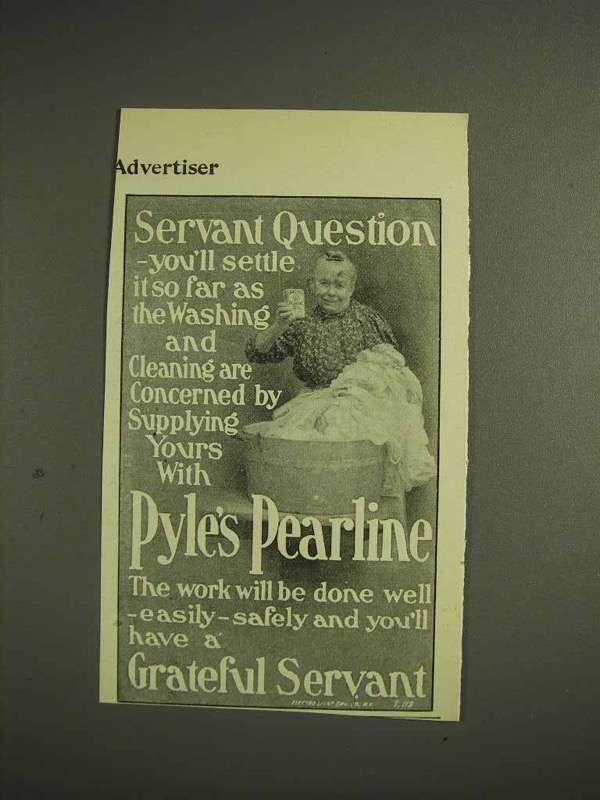 Advertiser
Servant Question
-you'll settle
it so far as
the Washing
and
Cleaning are
Concerned by
Supplying
Yours
With
Pyle's Pearline
The work will be done well
-easily-safely and you'll
have a
Grateful Servant